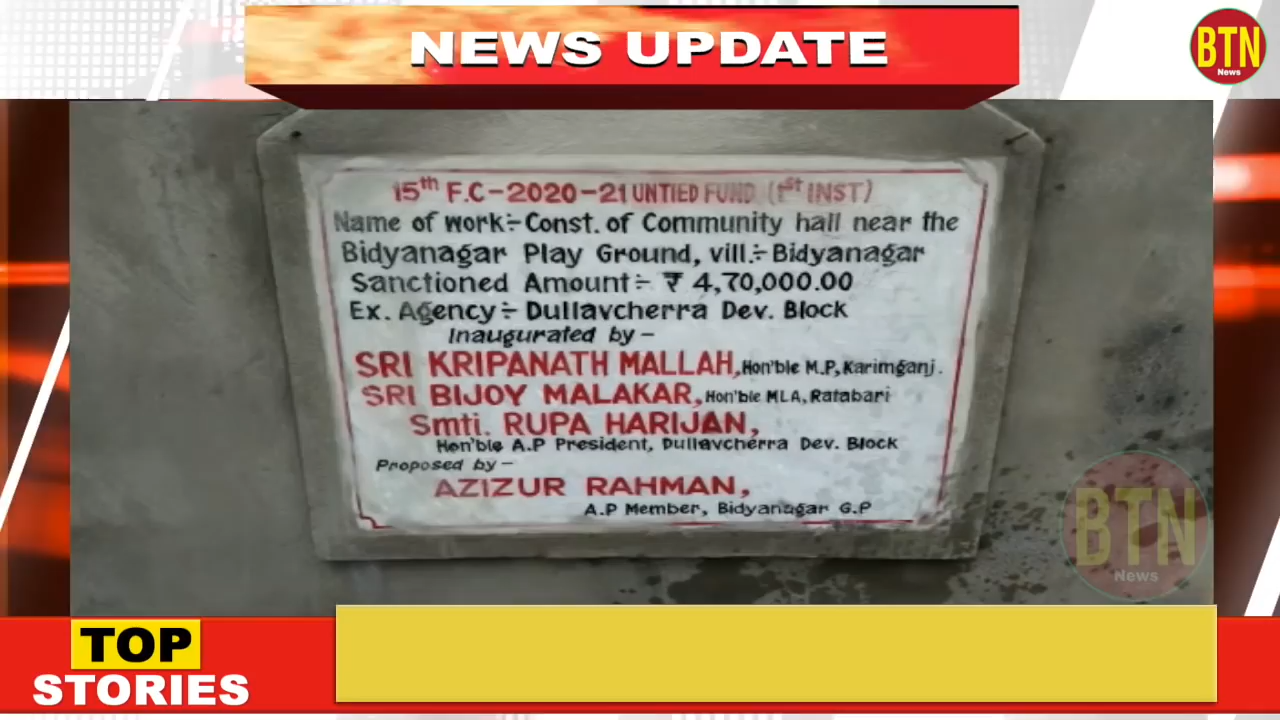 NEWS UPDATE
BTN
News
15th F.C-2020-21 UNTIED FUND (1st INST)
Name of work:-Const. of Community hall near the
Bidyanagar Play Ground, vill.:-Bidyanagar
Sanctioned Amount:- ₹ 4,70,000.00
Ex. Agency:- Dullavcherra Dev. Block
Inaugurated by -
SRI KRIPANATH MALLAH, Hon'ble M.P, Karimganj.
SRI BIJOY MALAKAR, Hon'ble MLA, Ratabari
Smti. RUPA HARIJAN,
Hon'ble A.P President, Dullavcherra Dev. Block
Proposed by -
AZIZUR RAHMAN,
A.P Member, Bidyanagar G.P
BTN
News
TOP
STORIES